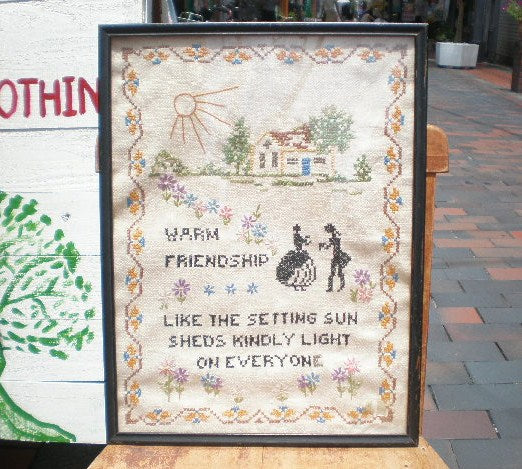 OTHIN
WARM
FRIENDSHIP
LIKE THE SETTING SUN
SHEDS KINDLY LIGHT
ON EVERYONE